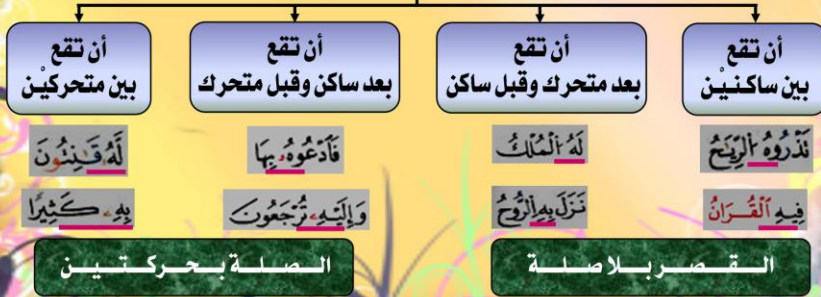 أن تقع
بين ساكنيْن
أن تقع
بعد متحرك وقبل ساكن
أن تقع
بعد ساكن وقبل متحرك
أن تقع
بين متحركيْن
تَذْرُوهُ ٱلرِّيَٰحُ
لَهُ ٱلْمُلْكُ
فَٱدْعُوهُۥ بِهَا
لَّهُۥ قَٰنِتُونَ
فِيهِ ٱلْقُرَانُ
نَزَلَ بِهِ ٱلرُّوحُ
وَإِلَيْهِۦ تُرْجَعُونَ
بِهِۦ كَثِيرًا
القصر بلا صلة
الصلة بحركتين